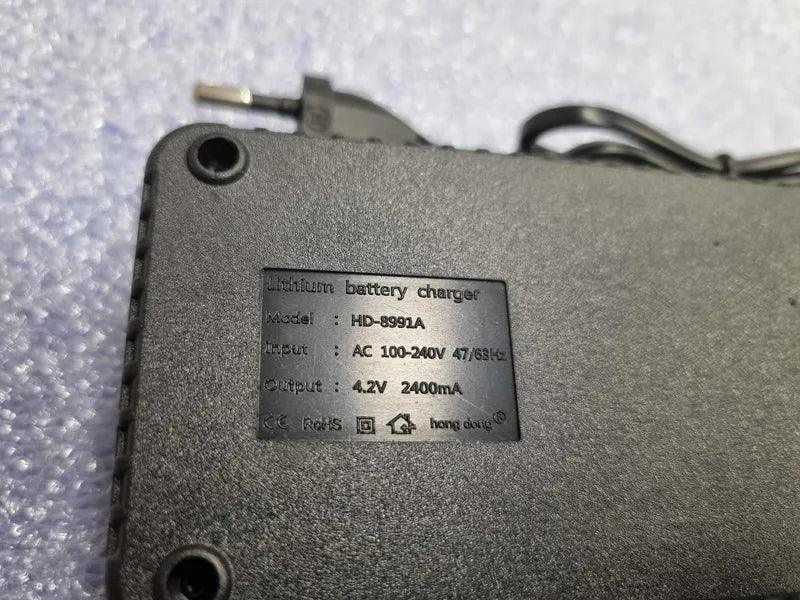 Lithium battery charger
Model : HD-8991A
Input : AC 100-240V 47/63Hz
Output : 4.2V 2400mA
CE RoHS hong dong®